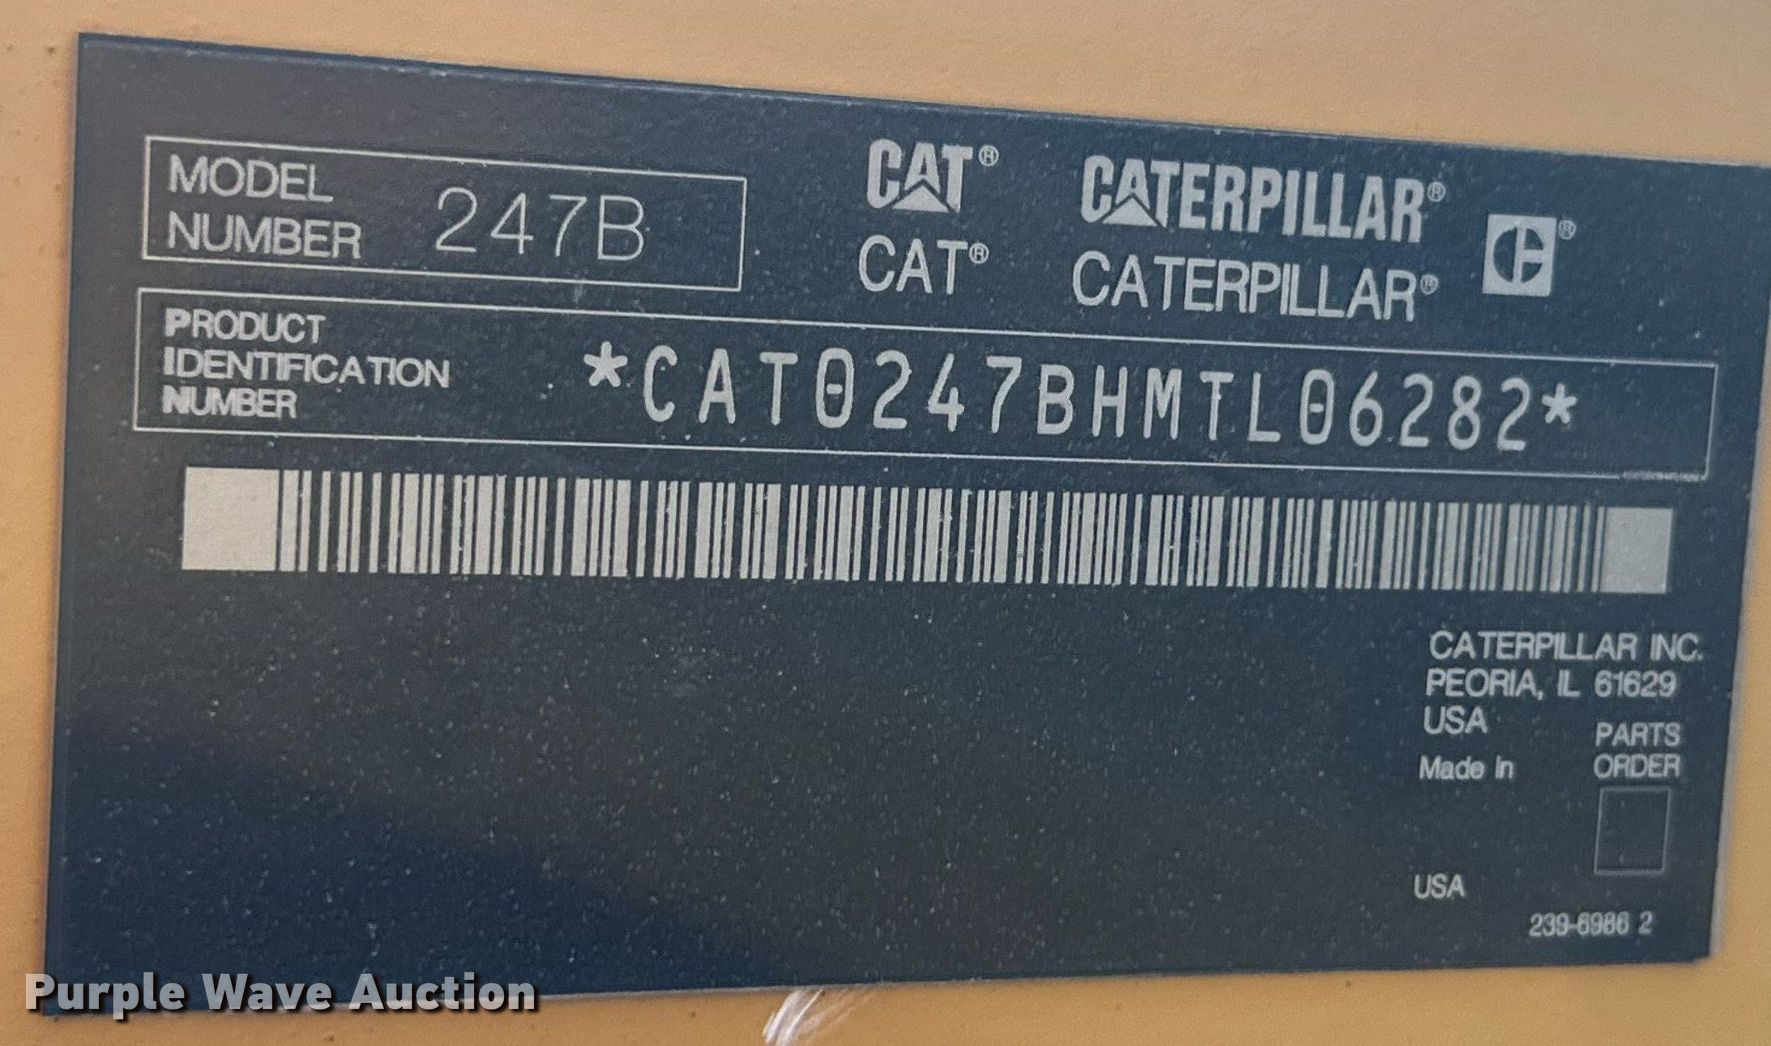 MODEL
NUMBER 247B
CAT® CATERPILLAR® C®
CAT® CATERPILLAR®
PRODUCT
IDENTIFICATION
NUMBER
*CAT0247BHMTL06282*
CATERPILLAR INC.
PEORIA, IL 61629
USA
PARTS
ORDER
Made in
USA
239-6986 2
Purple Wave Auction